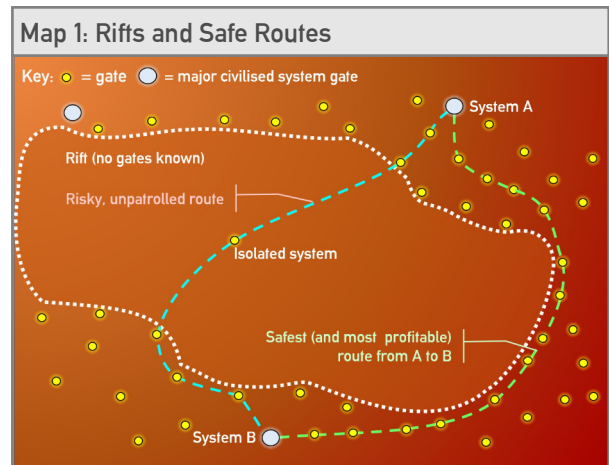 Map 1: Rifts and Safe Routes
Key: = gate = major civilised system gate
System A
Rift (no gates known)
Risky, unpatrolled route
Isolated system
Safest (and most profitable)
route from A to B
System B